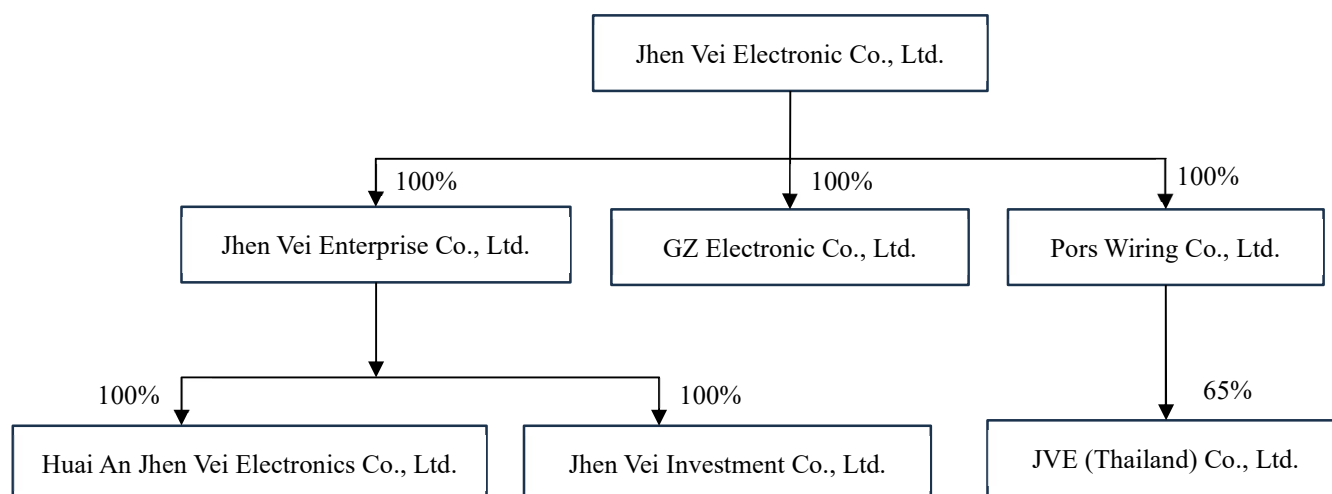 Jhen Vei Electronic Co., Ltd.
100%
100%
100%
Jhen Vei Enterprise Co., Ltd.
GZ Electronic Co., Ltd.
Pors Wiring Co., Ltd.
100%
100%
65%
Huai An Jhen Vei Electronics Co., Ltd.
Jhen Vei Investment Co., Ltd.
JVE (Thailand) Co., Ltd.